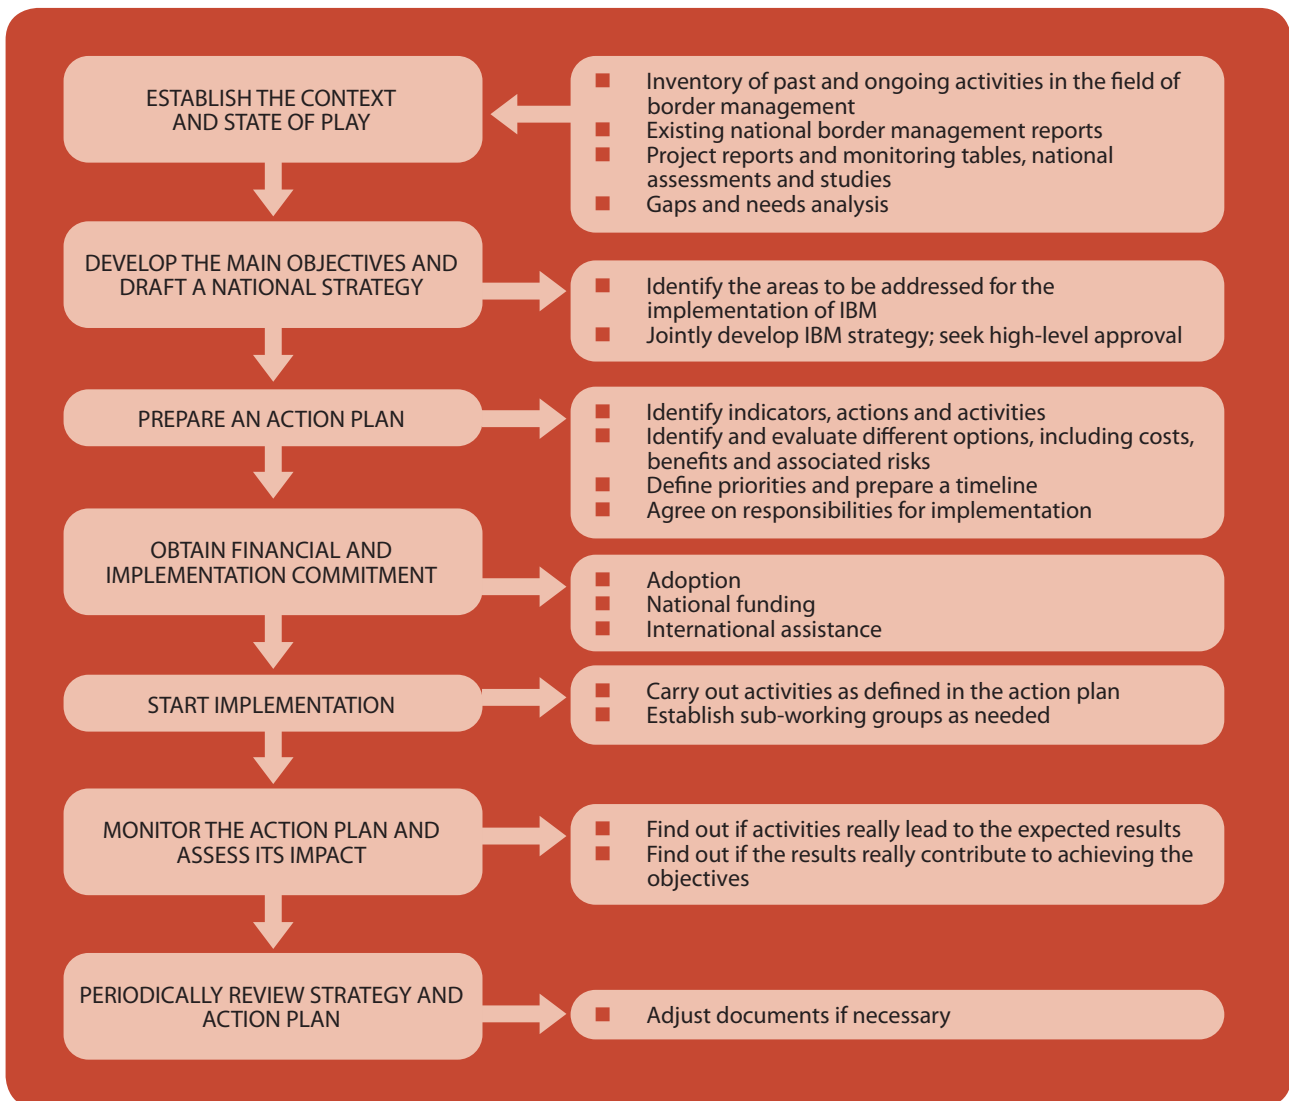 ESTABLISH THE CONTEXT
AND STATE OF PLAY
Inventory of past and ongoing activities in the field of
border management
Existing national border management reports
Project reports and monitoring tables, national
assessments and studies
Gaps and needs analysis
DEVELOP THE MAIN OBJECTIVES AND
DRAFT A NATIONAL STRATEGY
Identify the areas to be addressed for the
implementation of IBM
Jointly develop IBM strategy; seek high-level approval
PREPARE AN ACTION PLAN
Identify indicators, actions and activities
Identify and evaluate different options, including costs,
benefits and associated risks
Define priorities and prepare a timeline
Agree on responsibilities for implementation
OBTAIN FINANCIAL AND
IMPLEMENTATION COMMITMENT
Adoption
National funding
International assistance
START IMPLEMENTATION
Carry out activities as defined in the action plan
Establish sub-working groups as needed
MONITOR THE ACTION PLAN AND
ASSESS ITS IMPACT
Find out if activities really lead to the expected results
Find out if the results really contribute to achieving the
objectives
PERIODICALLY REVIEW STRATEGY AND
ACTION PLAN
Adjust documents if necessary